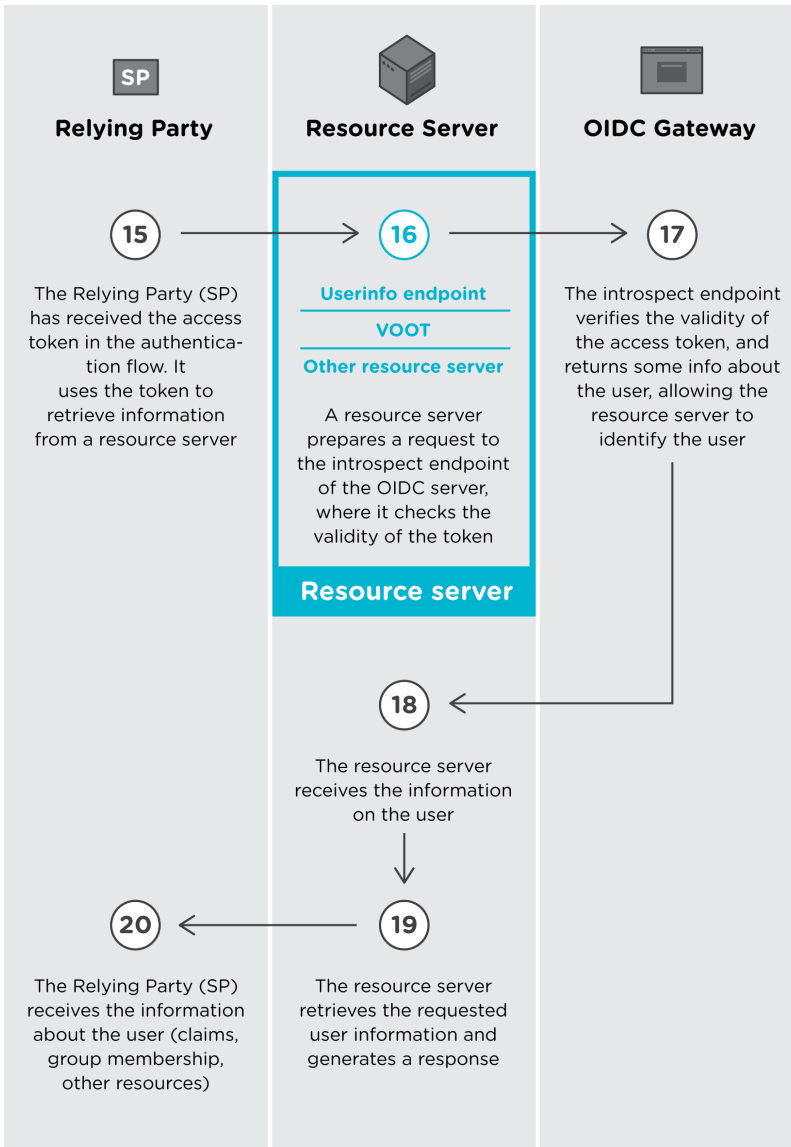 SP
Relying Party
Resource Server
OIDC Gateway
15
The Relying Party (SP)
has received the access
token in the authentica-
tion flow. It
uses the token to
retrieve information
from a resource server
16
Userinfo endpoint
VOOT
Other resource server
A resource server
prepares a request to
the introspect endpoint
of the OIDC server,
where it checks the
validity of the token
Resource server
17
The introspect endpoint
verifies the validity of
the access token, and
returns some info about
the user, allowing the
resource server to
identify the user
18
The resource server
receives the information
on the user
19
The resource server
retrieves the requested
user information and
generates a response
20
The Relying Party (SP)
receives the information
about the user (claims,
group membership,
other resources)